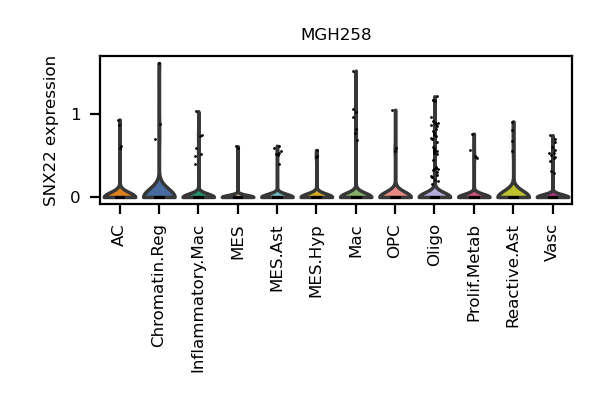 MGH258
SNX22 expression
1
0
AC
Chromatin.Reg
Inflammatory.Mac
MES
MES.Ast
MES.Hyp
Mac
OPC
Oligo
Prolif.Metab
Reactive.Ast
Vasc